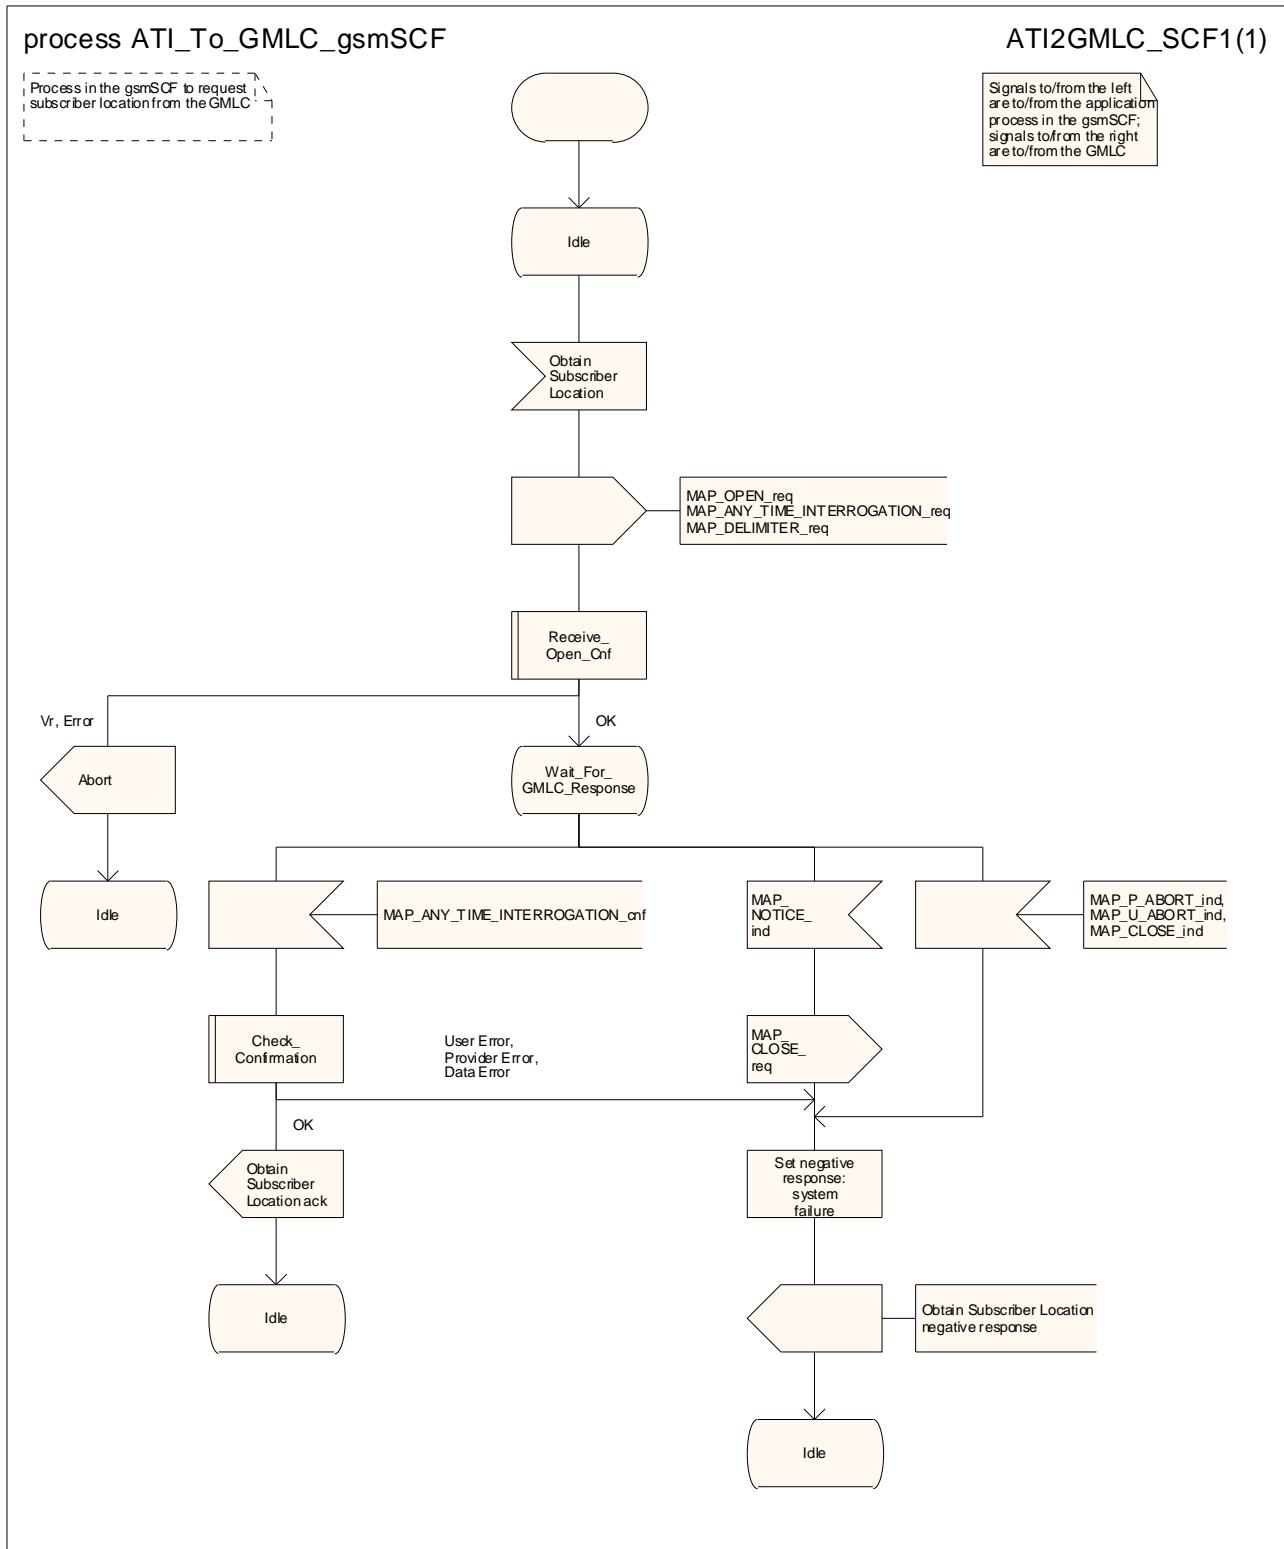 process ATI_To_GMLC_gsmSCF
ATI2GMLC_SCF1(1)
Process in the gsmSCF to request
subscriber location from the GMLC
Signals to/from the left
are to/from the application
process in the gsmSCF;
signals to/from the right
are to/from the GMLC
Idle
Obtain
Subscriber
Location
MAP_OPEN_req
MAP_ANY_TIME_INTERROGATION_req
MAP_DELIMITER_req
Receive_
Open_Cnf
Vr, Error
OK
Abort
Wait_For_
GMLC_Response
Idle
MAP_ANY_TIME_INTERROGATION_cnf
MAP_
NOTICE_
ind
MAP_P_ABORT_ind,
MAP_U_ABORT_ind,
MAP_CLOSE_ind
Check_
Confirmation
User Error,
Provider Error,
Data Error
MAP_
CLOSE_
req
OK
Obtain
Subscriber
Location ack
Set negative
response:
system
failure
Idle
Obtain Subscriber Location
negative response
Idle